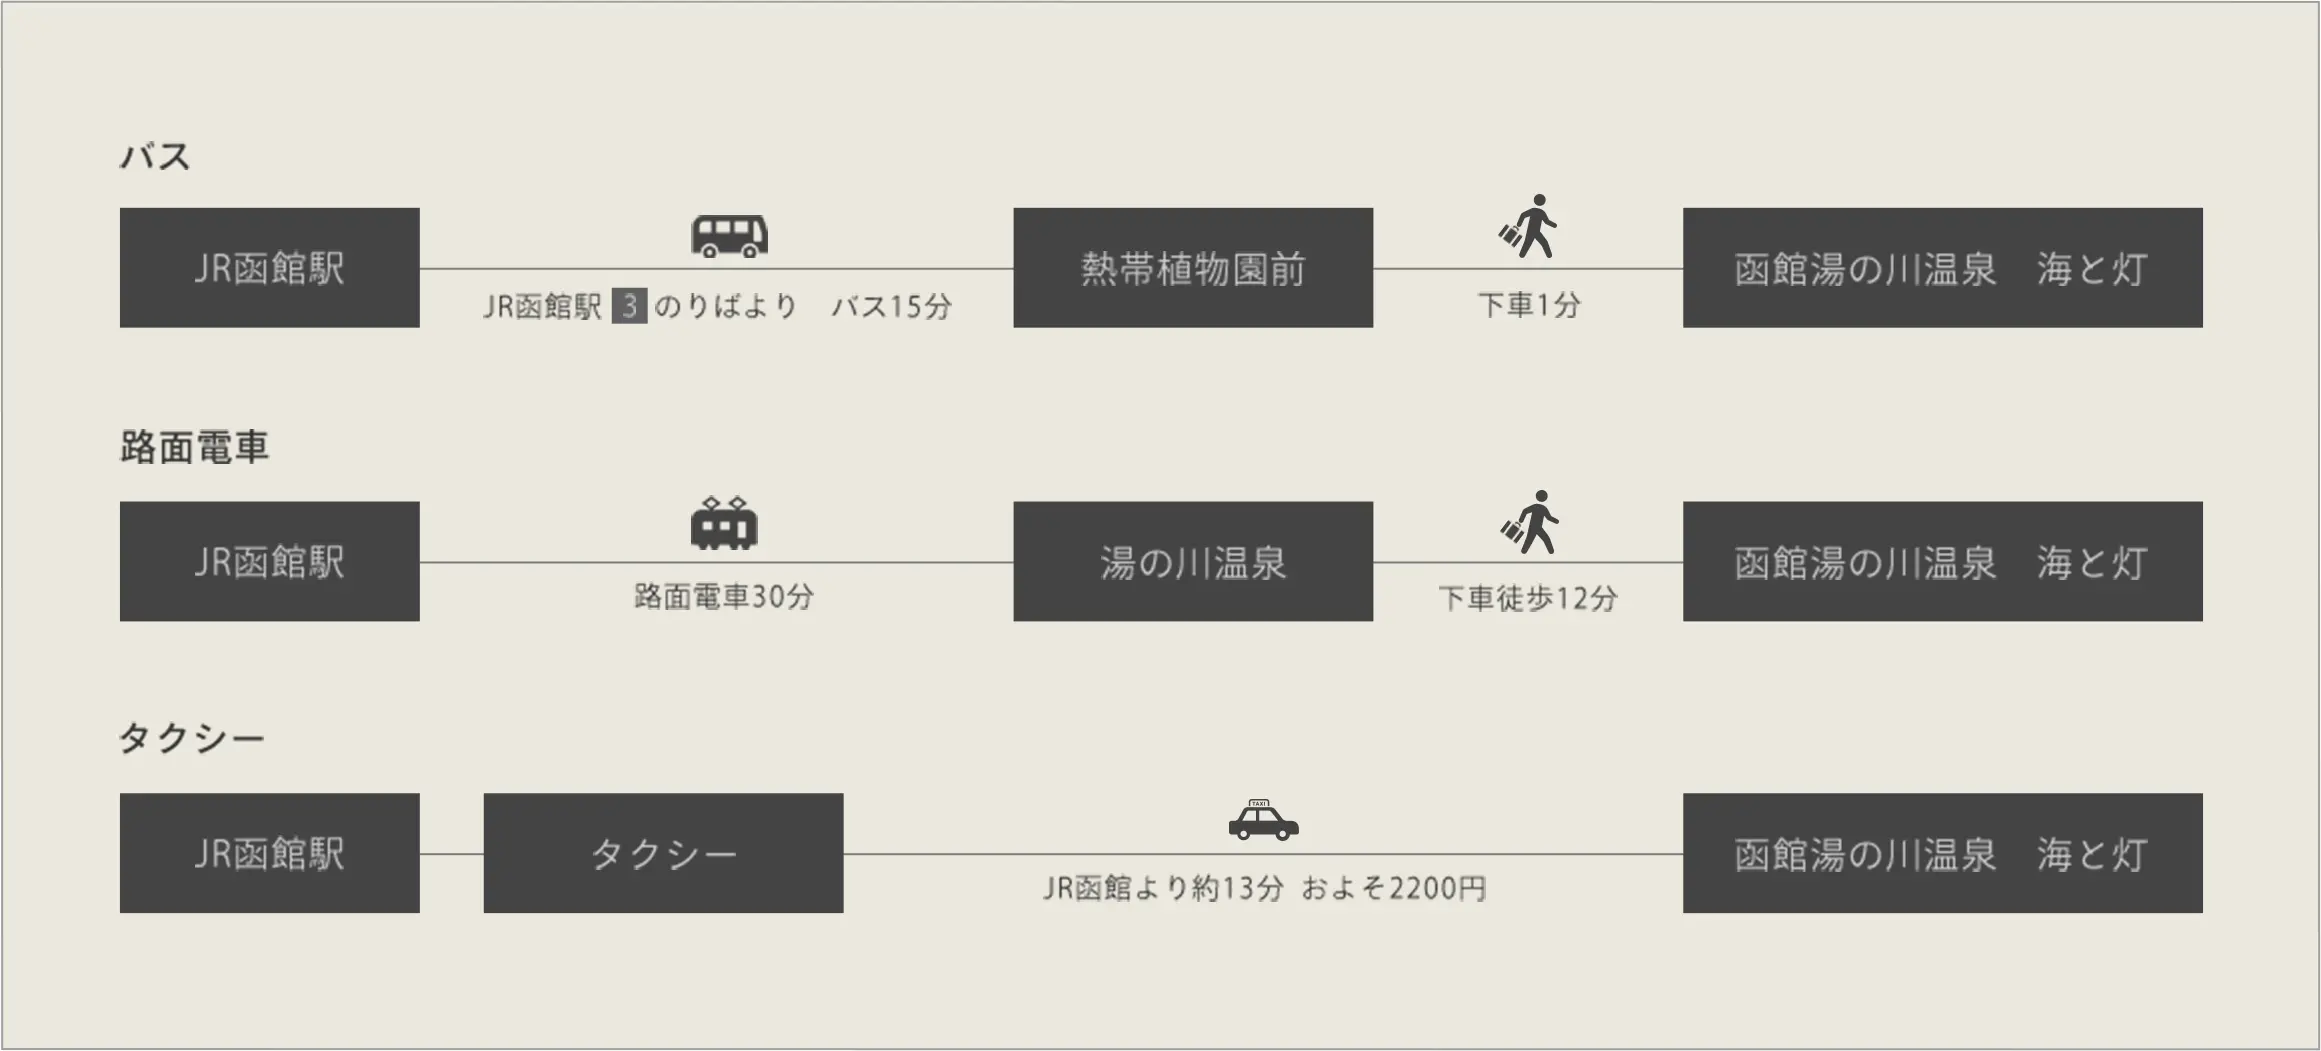 バス
JR函館駅
JR函館駅 3 のりばより　バス15分
熱帯植物園前
下車1分
函館湯の川温泉　海と灯
路面電車
JR函館駅
路面電車30分
湯の川温泉
下車徒歩12分
函館湯の川温泉　海と灯
タクシー
JR函館駅
タクシー
TAXI
JR函館より約13分 およそ2200円
函館湯の川温泉　海と灯